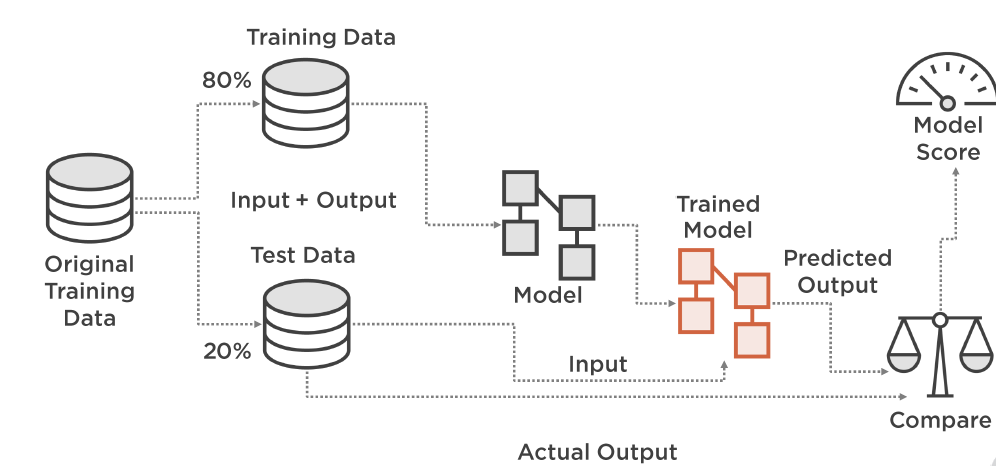 Training Data
80%
Model
Score
Input + Output
Trained
Model
Test Data
Original
Training
Data
Predicted
Output
Model
20%
Input
Compare
Actual Output